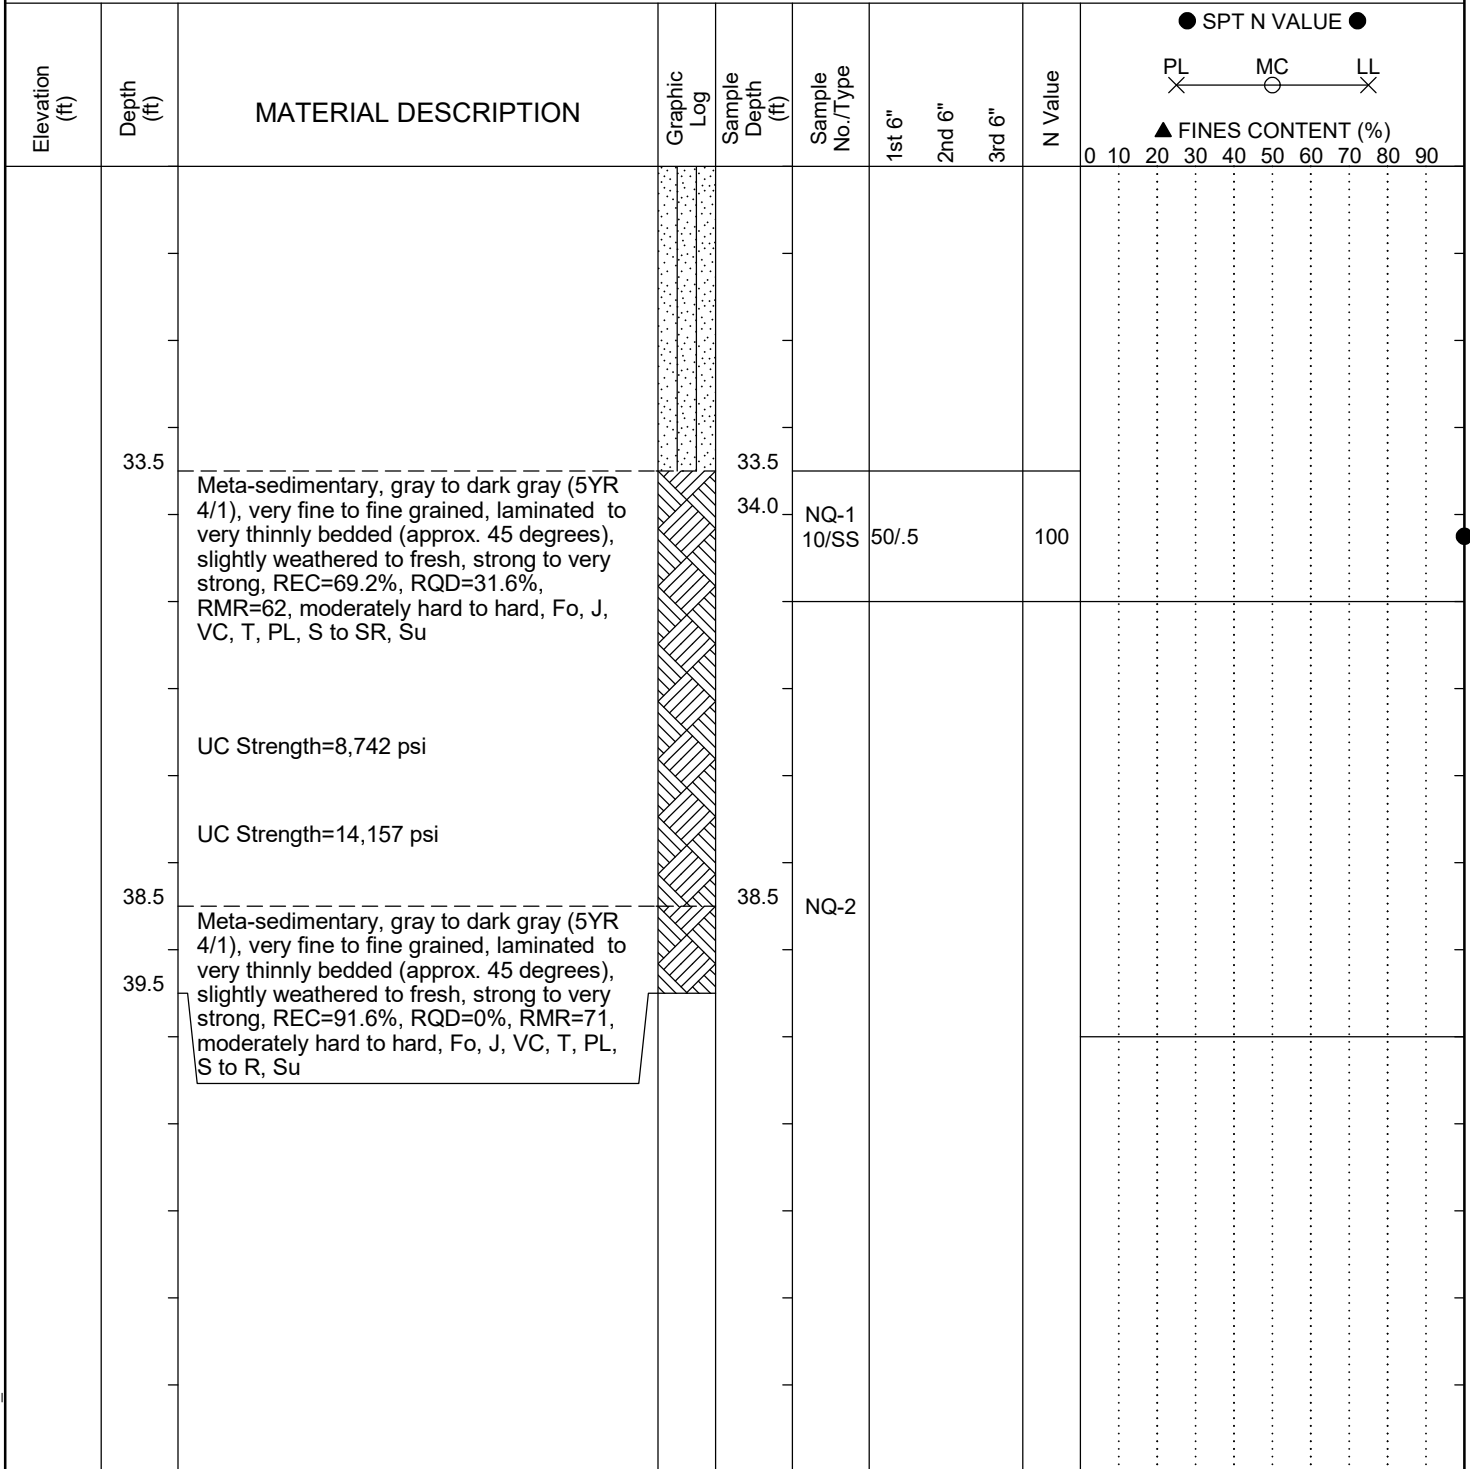 Elevation
(ft)
Depth
(ft)
MATERIAL DESCRIPTION
Graphic
Log
Sample
Depth
(ft)
Sample
No./Type
1st 6"
2nd 6"
3rd 6"
N Value
● SPT N VALUE ●
PL MC LL
▲ FINES CONTENT (%)
0 10 20 30 40 50 60 70 80 90
33.5
Meta-sedimentary, gray to dark gray (5YR
4/1), very fine to fine grained, laminated  to
very thinnly bedded (approx. 45 degrees),
slightly weathered to fresh, strong to very
strong, REC=69.2%, RQD=31.6%,
RMR=62, moderately hard to hard, Fo, J,
VC, T, PL, S to SR, Su
33.5
34.0
NQ-1
10/SS 50/.5 100
UC Strength=8,742 psi
UC Strength=14,157 psi
38.5
38.5
NQ-2
Meta-sedimentary, gray to dark gray (5YR
4/1), very fine to fine grained, laminated  to
very thinnly bedded (approx. 45 degrees),
slightly weathered to fresh, strong to very
strong, REC=91.6%, RQD=0%, RMR=71,
moderately hard to hard, Fo, J, VC, T, PL,
S to R, Su
39.5